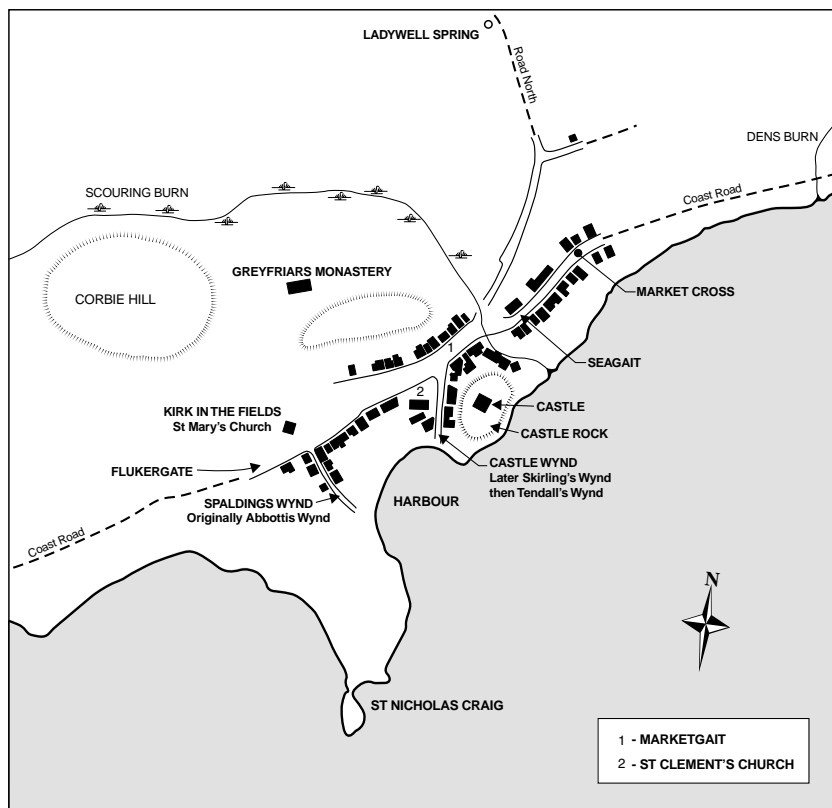 LADYWELL SPRING
Road North
DENS BURN
SCOURING BURN
Coast Road
GREYFRIARS MONASTERY
CORBIE HILL
MARKET CROSS
1
SEAGAIT
2
KIRK IN THE FIELDS
St Mary's Church
CASTLE
CASTLE ROCK
FLUKERGATE
CASTLE WYND
Later Skirling's Wynd
then Tendall's Wynd
SPALDINGS WYND
Originally Abbottis Wynd
HARBOUR
Coast Road
N
ST NICHOLAS CRAIG
1 - MARKETGAIT
2 - ST CLEMENT'S CHURCH